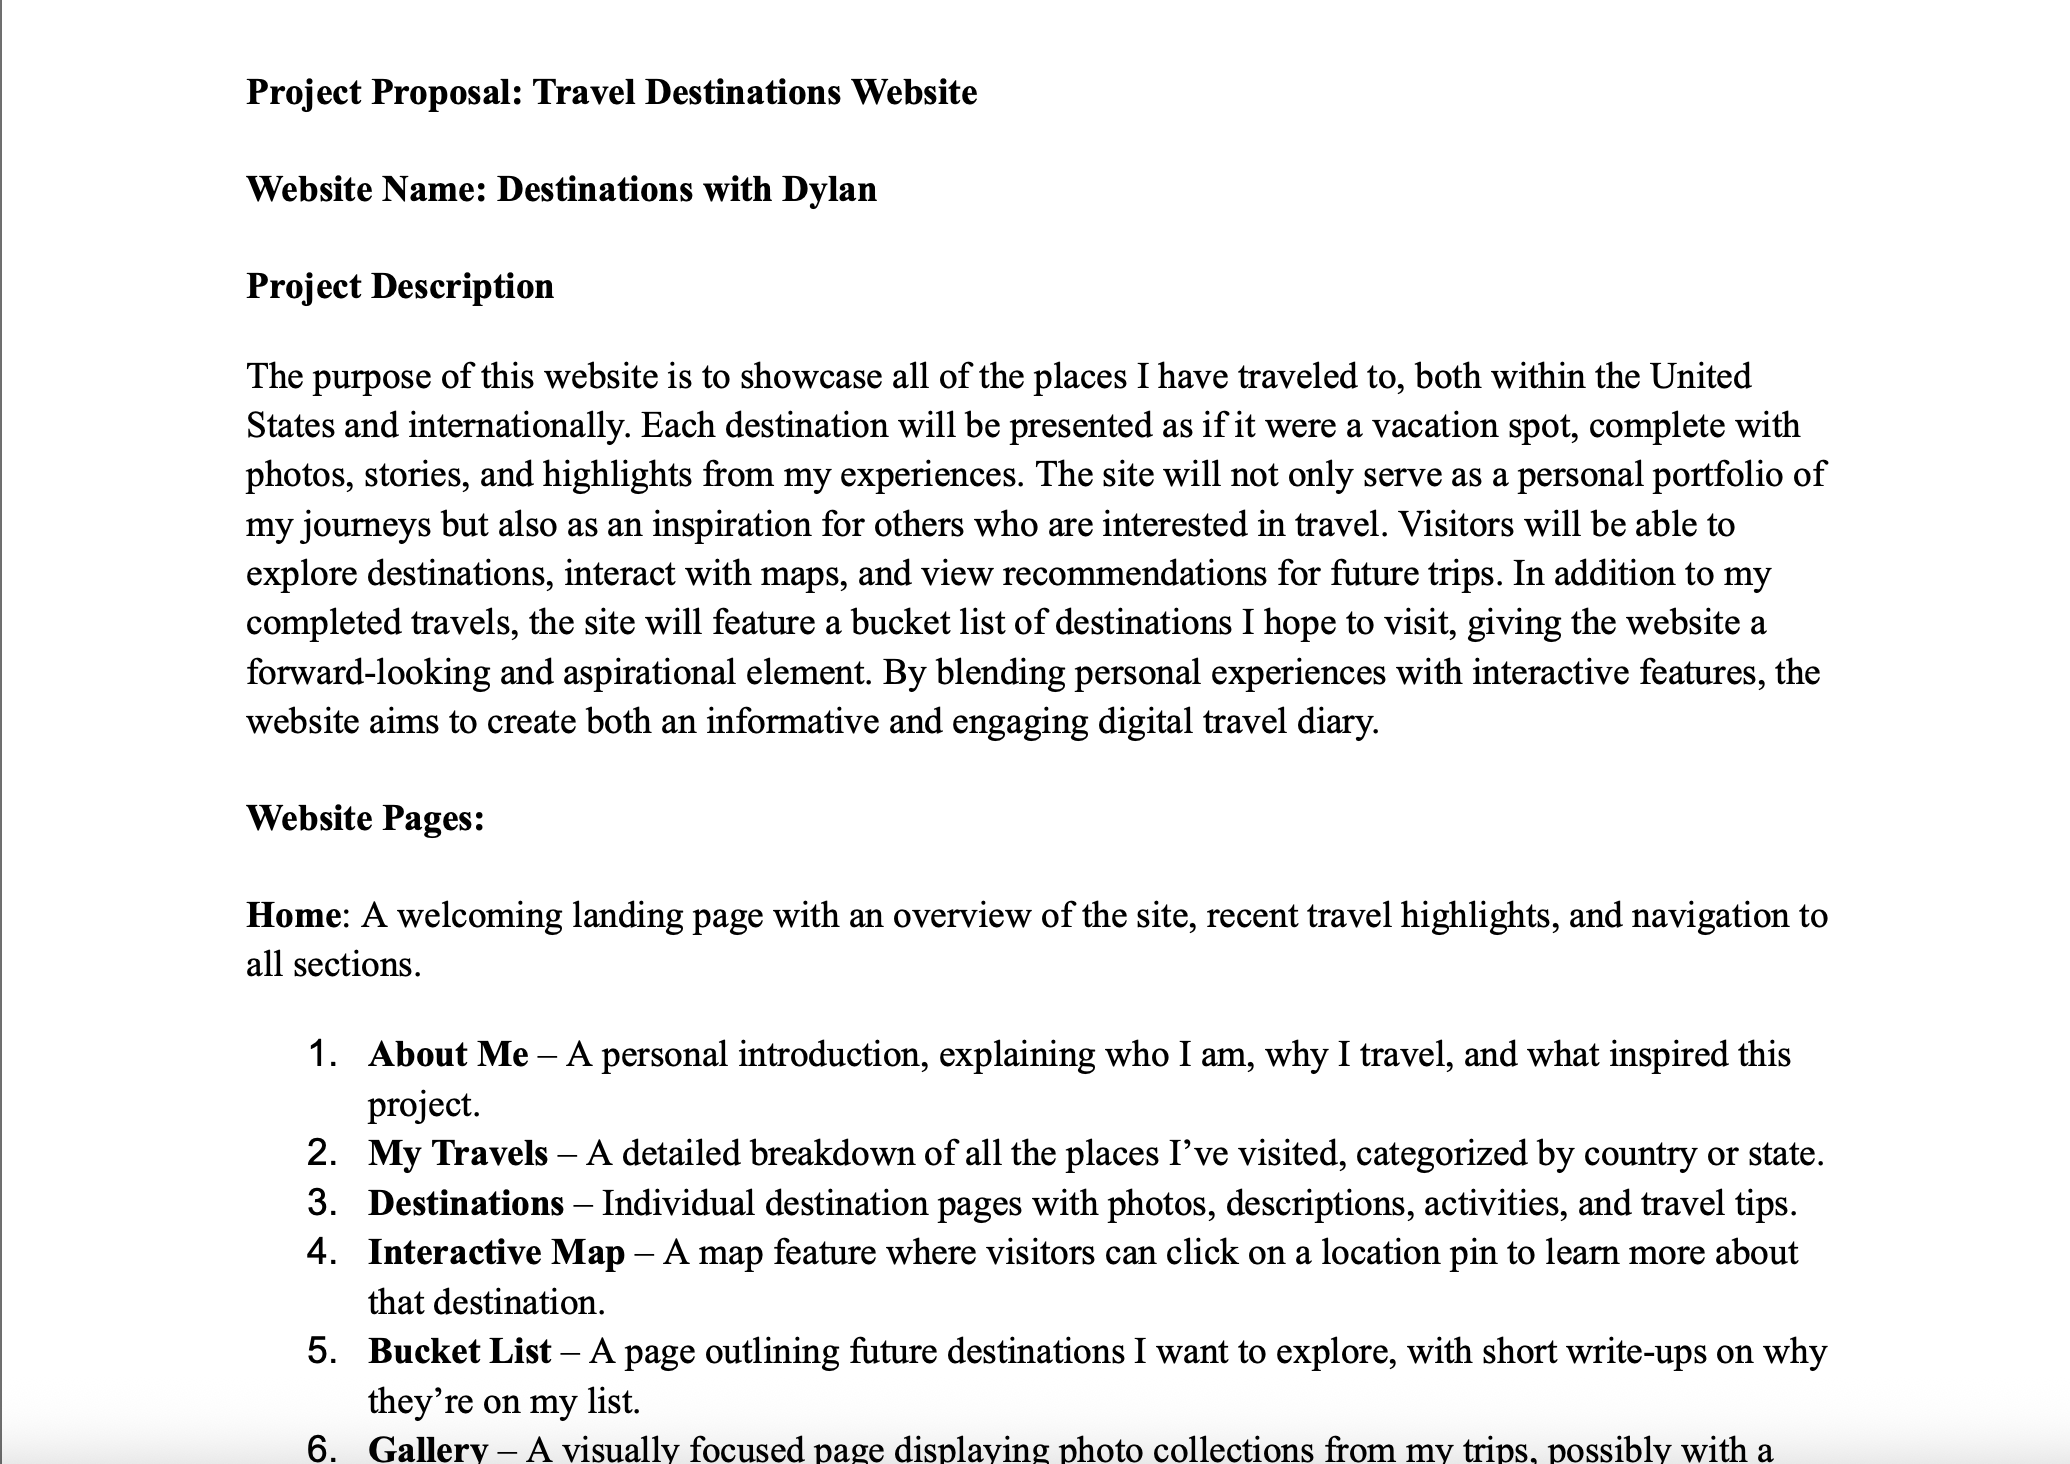 Project Proposal: Travel Destinations Website
Website Name: Destinations with Dylan
Project Description
The purpose of this website is to showcase all of the places I have traveled to, both within the United
States and internationally. Each destination will be presented as if it were a vacation spot, complete with
photos, stories, and highlights from my experiences. The site will not only serve as a personal portfolio of
my journeys but also as an inspiration for others who are interested in travel. Visitors will be able to
explore destinations, interact with maps, and view recommendations for future trips. In addition to my
completed travels, the site will feature a bucket list of destinations I hope to visit, giving the website a
forward-looking and aspirational element. By blending personal experiences with interactive features, the
website aims to create both an informative and engaging digital travel diary.
Website Pages:
Home: A welcoming landing page with an overview of the site, recent travel highlights, and navigation to
all sections.
1. About Me – A personal introduction, explaining who I am, why I travel, and what inspired this
project.
2. My Travels – A detailed breakdown of all the places I’ve visited, categorized by country or state.
3. Destinations – Individual destination pages with photos, descriptions, activities, and travel tips.
4. Interactive Map – A map feature where visitors can click on a location pin to learn more about
that destination.
5. Bucket List – A page outlining future destinations I want to explore, with short write-ups on why
they’re on my list.
6. Gallery – A visually focused page displaying photo collections from my trips, possibly with a